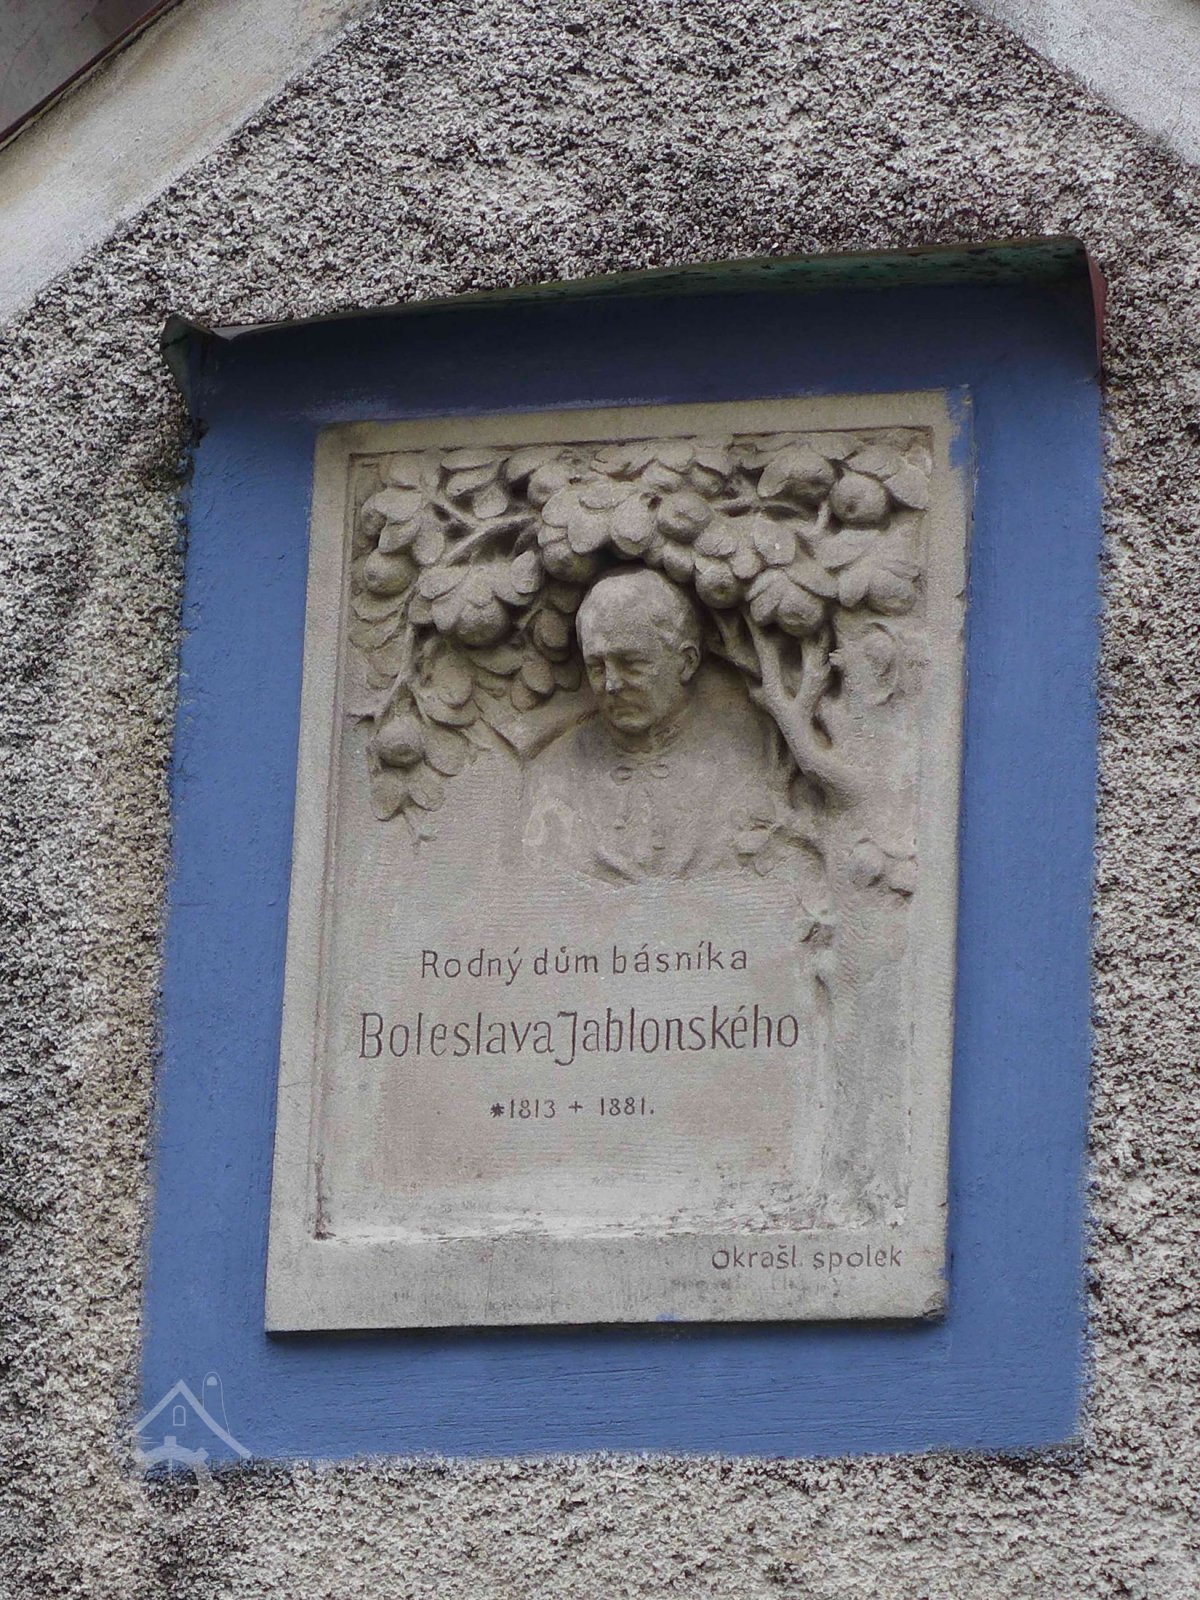 Rodný dům básníka
Boleslava Jablonského
*1813 + 1881.
Okrašl. spolek